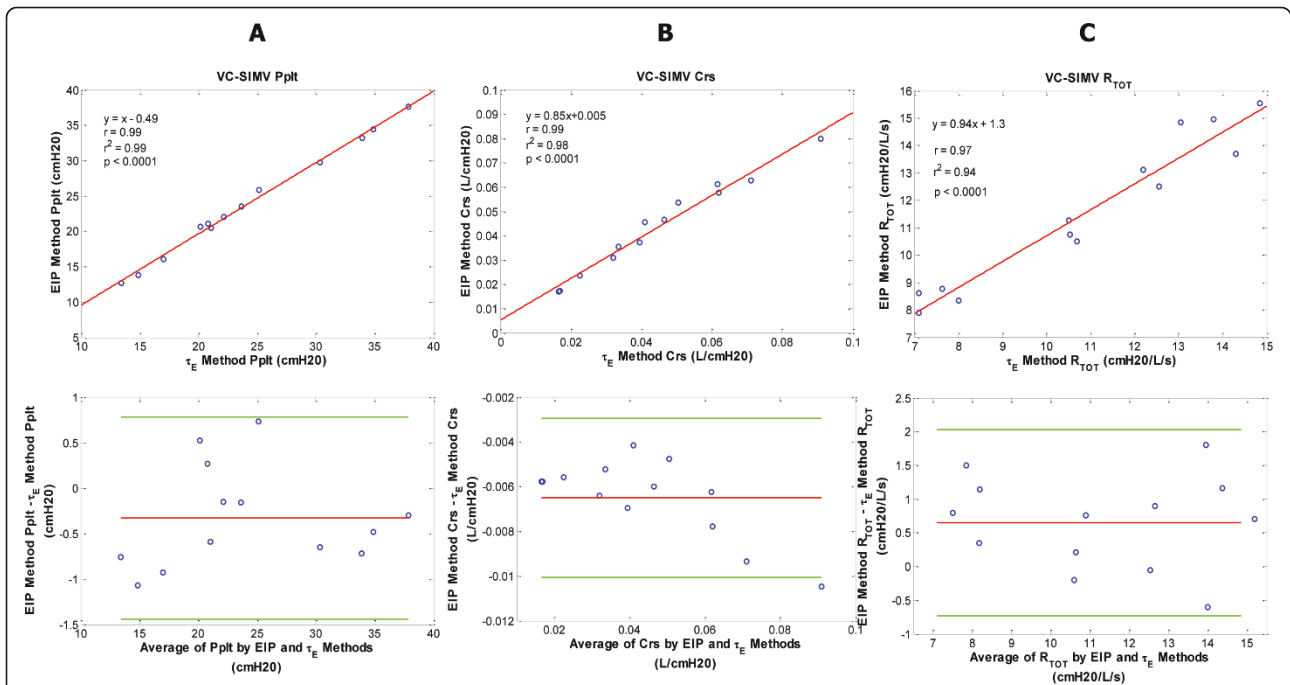 A B C
VC-SIMV Pplt
EIP Method Pplt (cmH20)
40
35
30
25
20
15
10
5
y = x - 0.49
r = 0.99
r² = 0.99
p < 0.0001
10 15 20 25 30 35 40
τE Method Pplt (cmH20)
VC-SIMV Crs
EIP Method Crs (L/cmH20)
0.1
0.09
0.08
0.07
0.06
0.05
0.04
0.03
0.02
0.01
0
y = 0.85x+0.005
r = 0.99
r² = 0.98
p < 0.0001
0 0.02 0.04 0.06 0.08 0.1
τE Method Crs (L/cmH20)
VC-SIMV RTOT
EIP Method RTOT (cmH20/L/s)
16
15
14
13
12
11
10
9
8
7
y = 0.94x + 1.3
r = 0.97
r² = 0.94
p < 0.0001
7 8 9 10 11 12 13 14 15
τE Method RTOT (cmH20/L/s)
EIP Method Pplt - τE Method Pplt
(cmH20)
1
0.5
0
-0.5
-1
-1.5
10 15 20 25 30 35 40
Average of Pplt by EIP and τE Methods
(cmH20)
EIP Method Crs - τE Method Crs
(L/cmH20)
-0.002
-0.004
-0.006
-0.008
-0.01
-0.012
0.02 0.04 0.06 0.08 0.1
Average of Crs by EIP and τE Methods
(L/cmH20)
EIP Method RTOT - τE Method RTOT
(cmH20/L/s)
2.5
2
1.5
1
0.5
0
-0.5
-1
7 8 9 10 11 12 13 14 15
Average of RTOT by EIP and τE Methods
(cmH20/L/s)